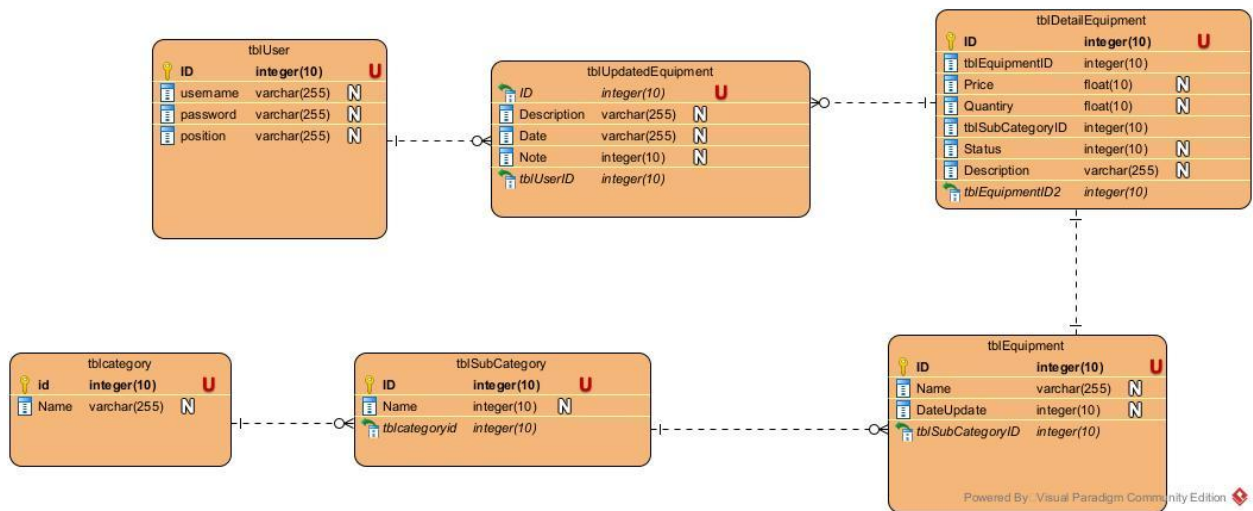 tblUser
ID integer(10) U
username varchar(255) N
password varchar(255) N
position varchar(255) N
tblUpdatedEquipment
ID integer(10) U
Description varchar(255) N
Date varchar(255) N
Note integer(10) N
tblUserID integer(10)
tblDetailEquipment
ID integer(10) U
tblEquipmentID integer(10)
Price float(10) N
Quantiry float(10) N
tblSubCategoryID integer(10)
Status integer(10) N
Description varchar(255) N
tblEquipmentID2 integer(10)
tblcategory
id integer(10) U
Name varchar(255) N
tblSubCategory
ID integer(10) U
Name integer(10) N
tblcategoryid integer(10)
tblEquipment
ID integer(10) U
Name varchar(255) N
DateUpdate integer(10) N
tblSubCategoryID integer(10)
Powered By: Visual Paradigm Community Edition